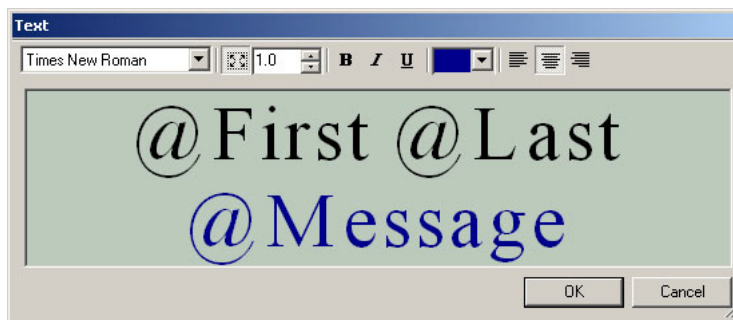 Text
Times New Roman 1.0 B I U
@First @Last
@Message
OK Cancel